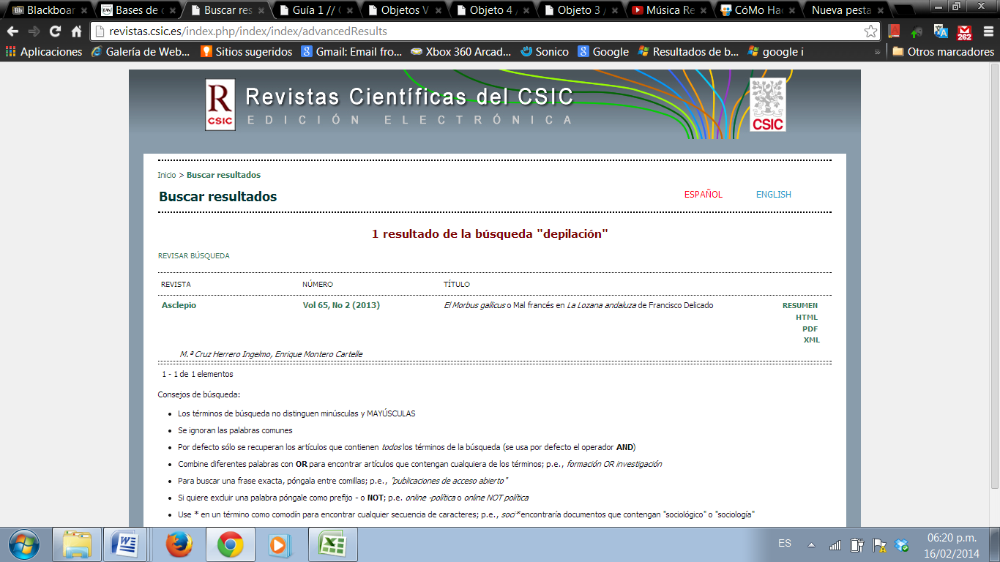 Blackboar
Bases de
Buscar res
Guía 1 //
Objetos V
Objeto 4
Objeto 3
Música Re
CóMo Ha
Nueva pesta
revistas.csic.es/index.php/index/index/advancedResults
262
Aplicaciones
Galería de Web...
Sitios sugeridos
Gmail: Email fro...
Xbox 360 Arcad...
Sonico
Google
Resultados de b...
google i
»
Otros marcadores
R
CSIC
Revistas Científicas del CSIC
EDICIÓN ELECTRÓNICA
CSIC
Inicio > Buscar resultados
Buscar resultados
ESPAÑOL
ENGLISH
1 resultado de la búsqueda "depilación"
REVISAR BÚSQUEDA
REVISTA NÚMERO TÍTULO
Asclepio Vol 65, No 2 (2013) El Morbus gallicus o Mal francés en La Lozana andaluza de Francisco Delicado RESUMEN
HTML
PDF
XML
M.ª Cruz Herrero Ingelmo, Enrique Montero Cartelle
1 - 1 de 1 elementos
Consejos de búsqueda:
• Los términos de búsqueda no distinguen minúsculas y MAYÚSCULAS
• Se ignoran las palabras comunes
• Por defecto sólo se recuperan los artículos que contienen todos los términos de la búsqueda (se usa por defecto el operador AND)
• Combine diferentes palabras con OR para encontrar artículos que contengan cualquiera de los términos; p.e., formación OR investigación
• Para buscar una frase exacta, póngala entre comillas; p.e., "publicaciones de acceso abierto"
• Si quiere excluir una palabra póngale como prefijo - o NOT; p.e. online -política o online NOT política
• Use * en un término como comodín para encontrar cualquier secuencia de caracteres; p.e., soci* encontraría documentos que contengan "sociológico" o "sociología"
ES
06:20 p.m.
16/02/2014